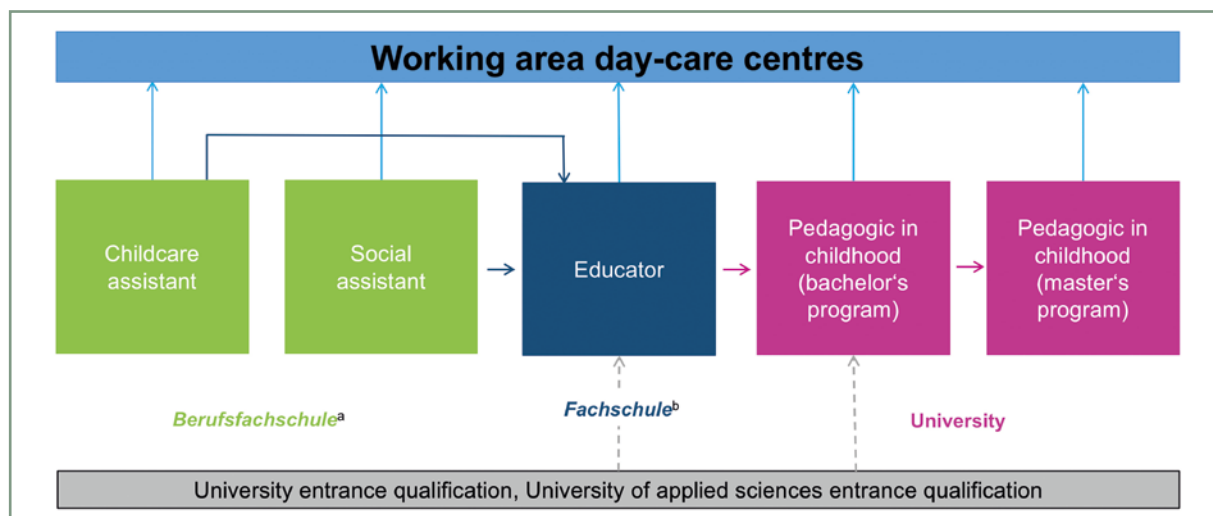 Working area day-care centres
Childcare
assistant
Social
assistant
Educator
Pedagogic in
childhood
(bachelor‘s
program)
Pedagogic in
childhood
(master‘s
program)
Berufsfachschuleᵃ
Fachschuleᵇ
University
University entrance qualification, University of applied sciences entrance qualification